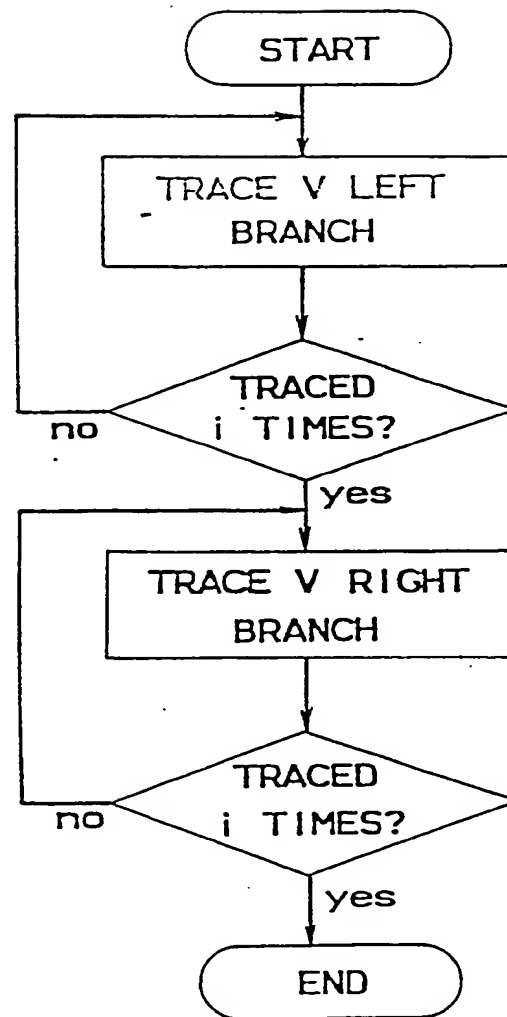 START
TRACE V LEFT
BRANCH
TRACED
i TIMES?
no
yes
TRACE V RIGHT
BRANCH
TRACED
i TIMES?
no
yes
END